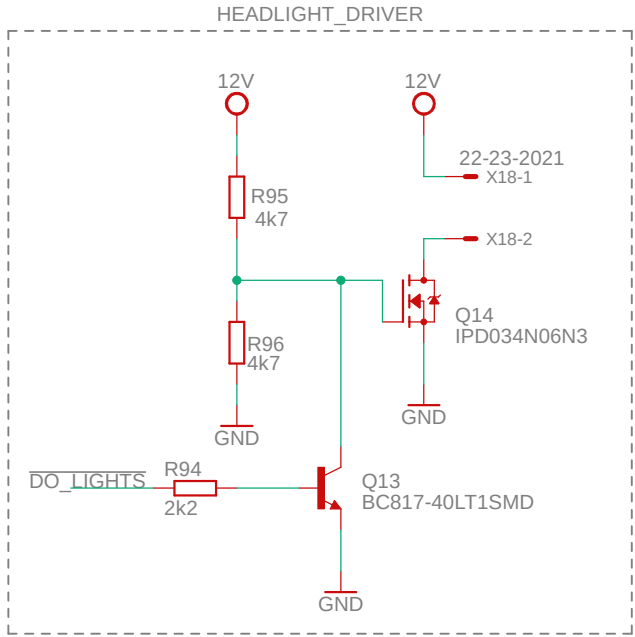 HEADLIGHT_DRIVER
12V
12V
22-23-2021
X18-1
R95
4k7
X18-2
Q14
IPD034N06N3
R96
4k7
GND
GND
R94
DO_LIGHTS
2k2
Q13
BC817-40LT1SMD
GND